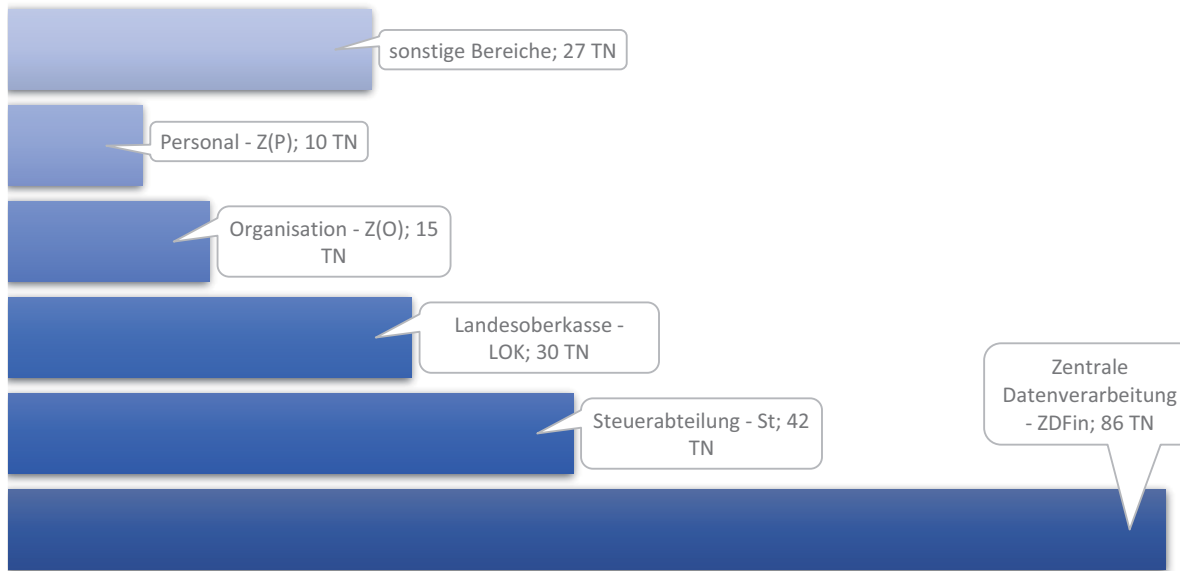 sonstige Bereiche; 27 TN
Personal - Z(P); 10 TN
Organisation - Z(O); 15
TN
Landesoberkasse -
LOK; 30 TN
Steuerabteilung - St; 42
TN
Zentrale
Datenverarbeitung
- ZDFin; 86 TN